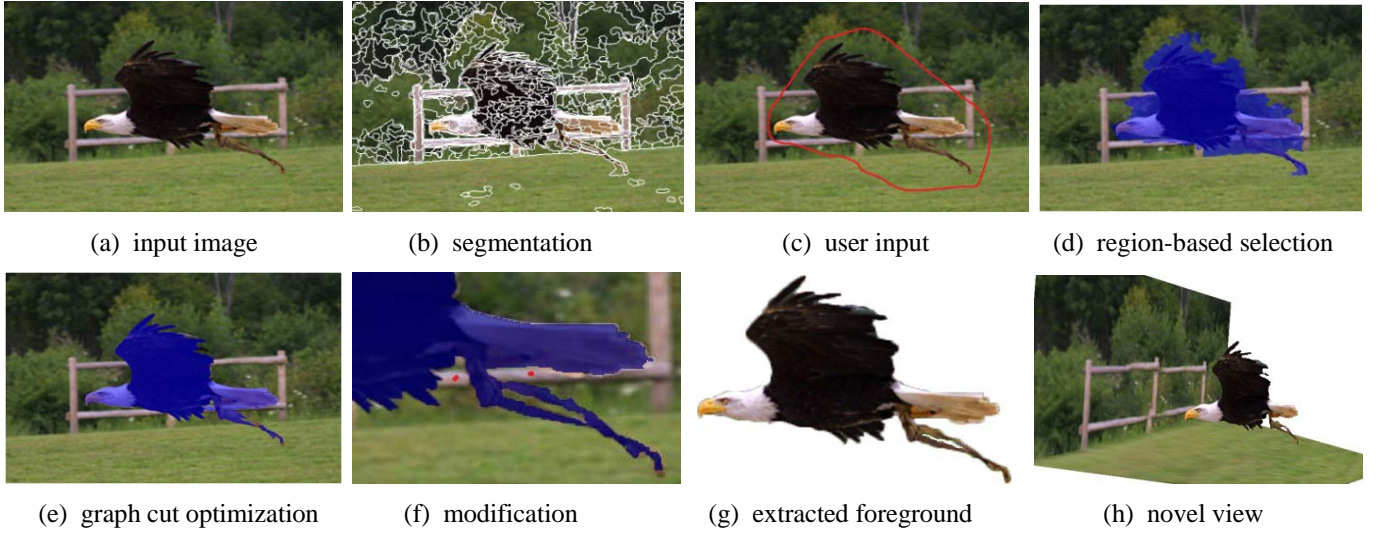 (a) input image
(b) segmentation
(c) user input
(d) region-based selection
(e) graph cut optimization
(f) modification
(g) extracted foreground
(h) novel view